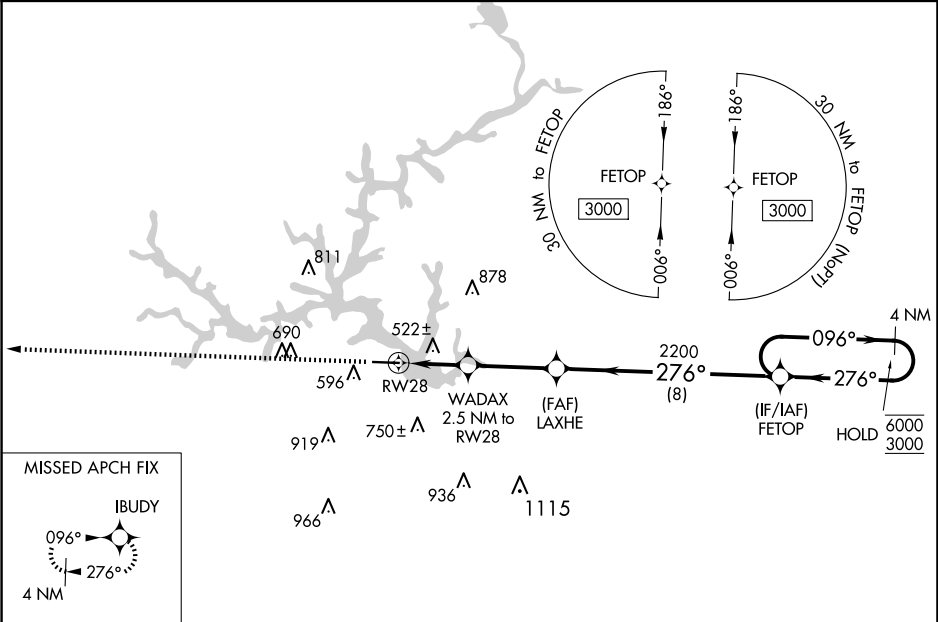 30 NM to FETOP
186°
FETOP
3000
006°
186°
30 NM to FETOP (NoPT)
FETOP
3000
006°
811
878
690
522±
596
RW28
WADAX
2.5 NM to
RW28
(FAF)
LAXHE
2200
276°
(8)
(IF/IAF)
FETOP
096°
276°
4 NM
HOLD
6000
3000
919
750±
936
1115
966
MISSED APCH FIX
IBUDY
096°
276°
4 NM